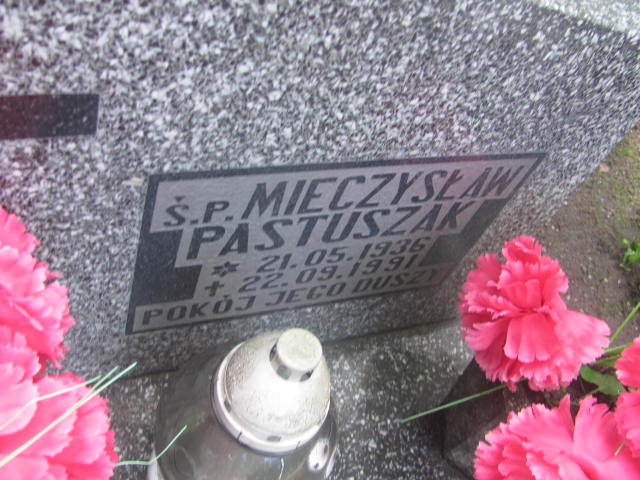 Ś.P. MIECZYSŁAW
PASTUSZAK
* 21.05.1936
+ 22.09.1991
POKÓJ JEGO DUSZY